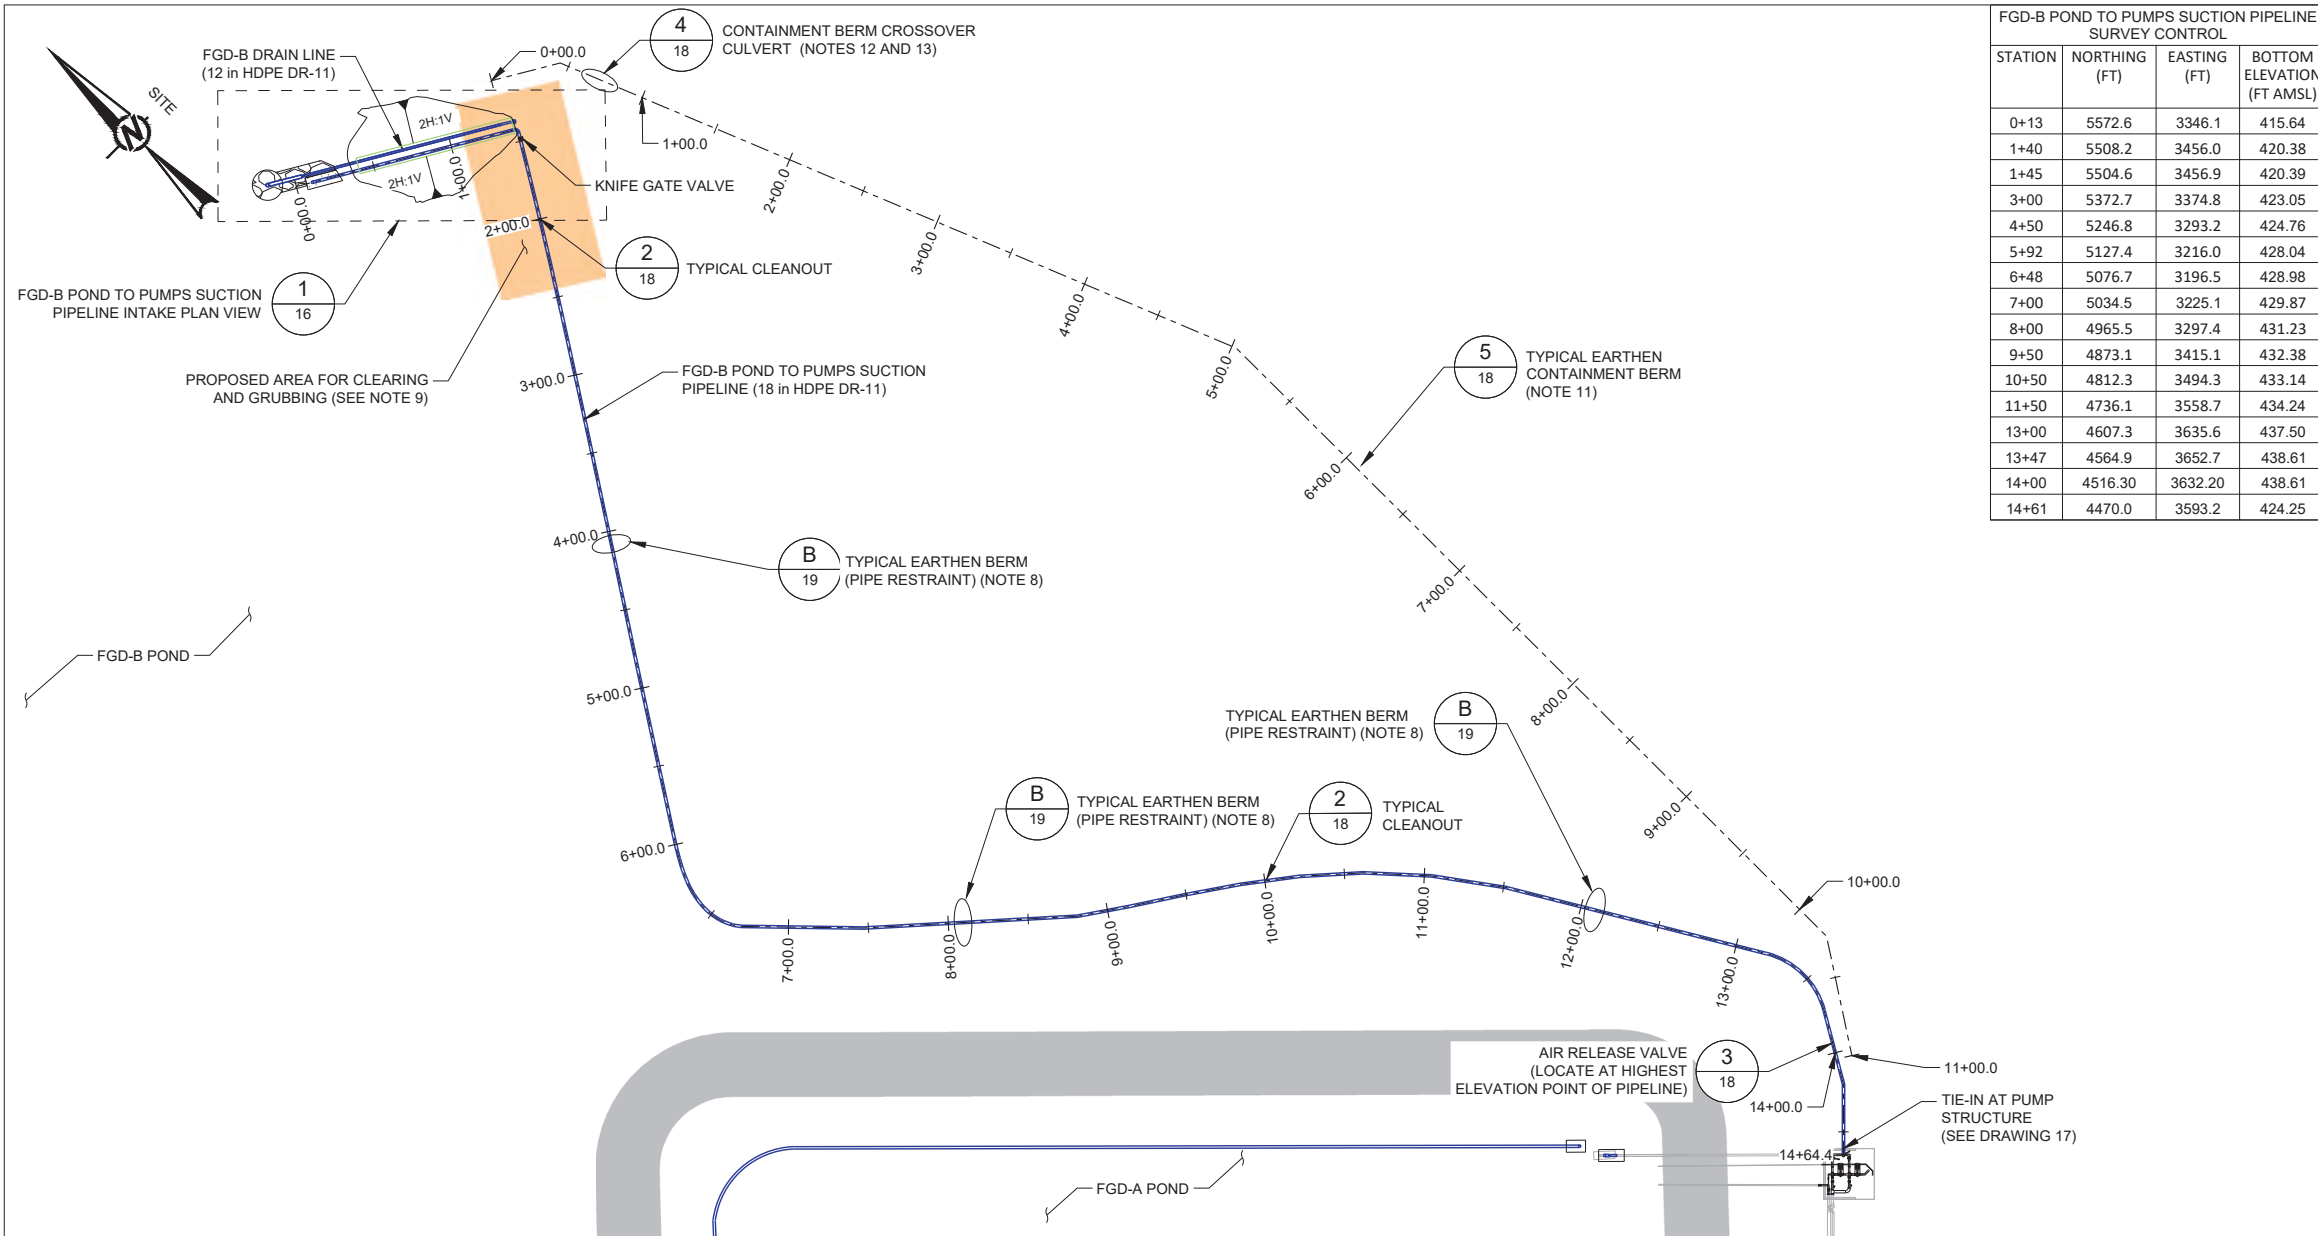 FGD-B DRAIN LINE
(12 in HDPE DR-11)
SITE
N
0+00.0
4
18
CONTAINMENT BERM CROSSOVER
CULVERT (NOTES 12 AND 13)
2H:1V
2H:1V
0+00.0
1+00.0
2+00.0
KNIFE GATE VALVE
1+00.0
2
18
TYPICAL CLEANOUT
FGD-B POND TO PUMPS SUCTION
PIPELINE INTAKE PLAN VIEW
1
16
PROPOSED AREA FOR CLEARING
AND GRUBBING (SEE NOTE 9)
FGD-B POND TO PUMPS SUCTION
PIPELINE (18 in HDPE DR-11)
2+00.0
3+00.0
4+00.0
5+00.0
5
18
TYPICAL EARTHEN
CONTAINMENT BERM
(NOTE 11)
6+00.0
7+00.0
8+00.0
9+00.0
10+00.0
11+00.0
3+00.0
4+00.0
B
19
TYPICAL EARTHEN BERM
(PIPE RESTRAINT) (NOTE 8)
FGD-B POND
5+00.0
6+00.0
B
19
TYPICAL EARTHEN BERM
(PIPE RESTRAINT) (NOTE 8)
2
18
TYPICAL
CLEANOUT
TYPICAL EARTHEN BERM
(PIPE RESTRAINT) (NOTE 8)
B
19
7+00.0
8+00.0
9+00.0
10+00.0
11+00.0
12+00.0
13+00.0
AIR RELEASE VALVE
(LOCATE AT HIGHEST
ELEVATION POINT OF PIPELINE)
3
18
14+00.0
TIE-IN AT PUMP
STRUCTURE
(SEE DRAWING 17)
14+64.4
FGD-A POND
FGD-B POND TO PUMPS SUCTION PIPELINE
SURVEY CONTROL
STATION NORTHING (FT) EASTING (FT) BOTTOM ELEVATION (FT AMSL)
0+13 5572.6 3346.1 415.64
1+40 5508.2 3456.0 420.38
1+45 5504.6 3456.9 420.39
3+00 5372.7 3374.8 423.05
4+50 5246.8 3293.2 424.76
5+92 5127.4 3216.0 428.04
6+48 5076.7 3196.5 428.98
7+00 5034.5 3225.1 429.87
8+00 4965.5 3297.4 431.23
9+50 4873.1 3415.1 432.38
10+50 4812.3 3494.3 433.14
11+50 4736.1 3558.7 434.24
13+00 4607.3 3635.6 437.50
13+47 4564.9 3652.7 438.61
14+00 4516.30 3632.20 438.61
14+61 4470.0 3593.2 424.25